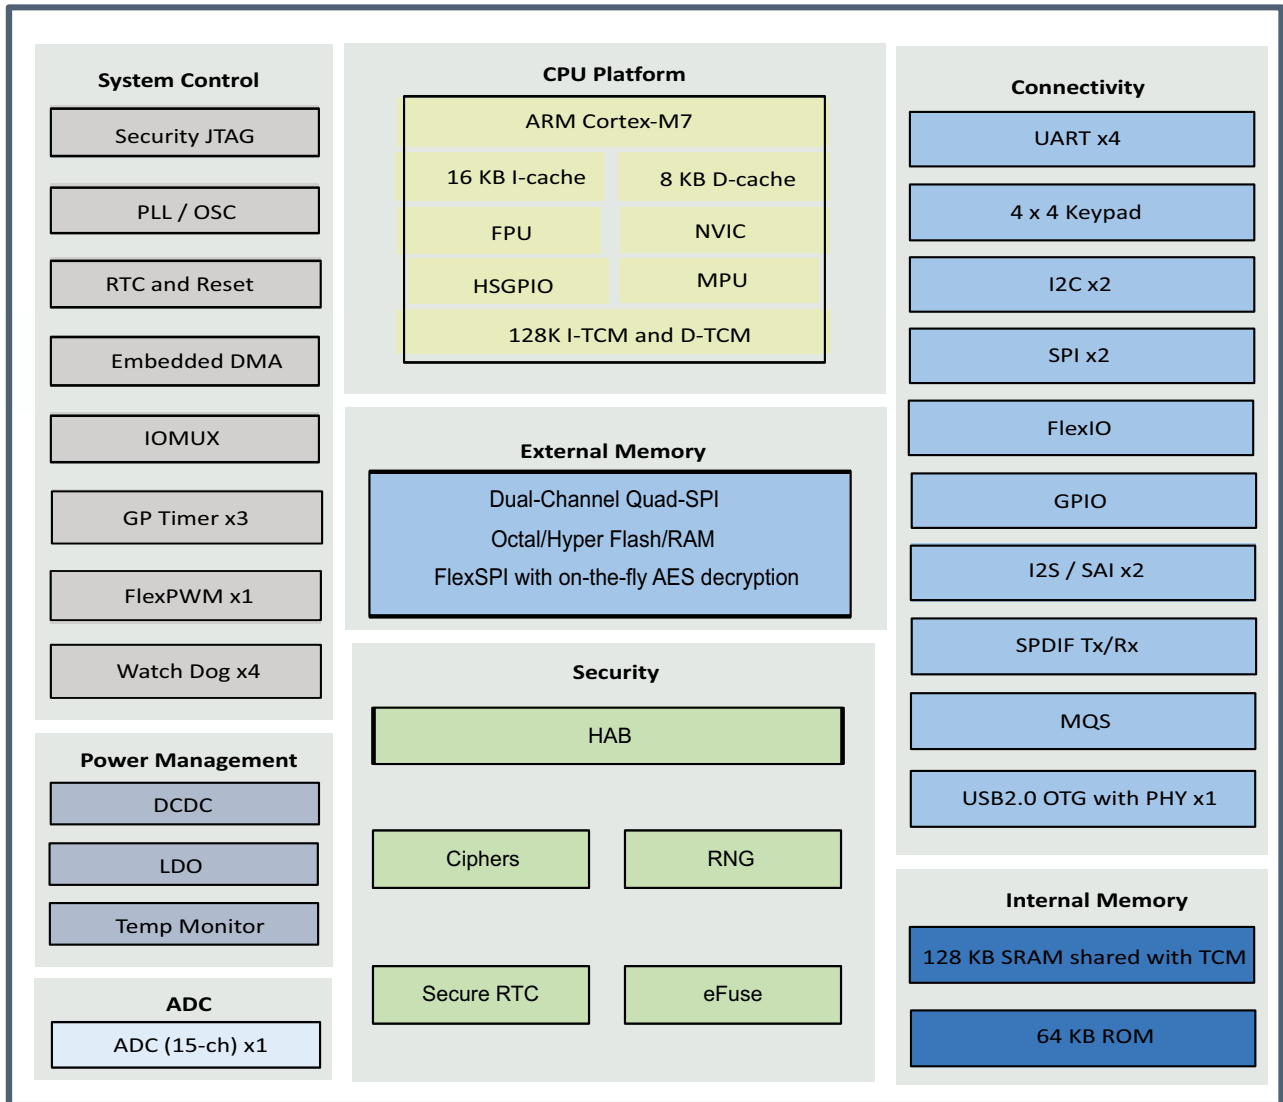 System Control
Security JTAG
PLL / OSC
RTC and Reset
Embedded DMA
IOMUX
GP Timer x3
FlexPWM x1
Watch Dog x4
Power Management
DCDC
LDO
Temp Monitor
ADC
ADC (15-ch) x1
CPU Platform
ARM Cortex-M7
16 KB I-cache
8 KB D-cache
FPU
NVIC
HSGPIO
MPU
128K I-TCM and D-TCM
External Memory
Dual-Channel Quad-SPI
Octal/Hyper Flash/RAM
FlexSPI with on-the-fly AES decryption
Security
HAB
Ciphers
RNG
Secure RTC
eFuse
Connectivity
UART x4
4 x 4 Keypad
I2C x2
SPI x2
FlexIO
GPIO
I2S / SAI x2
SPDIF Tx/Rx
MQS
USB2.0 OTG with PHY x1
Internal Memory
128 KB SRAM shared with TCM
64 KB ROM